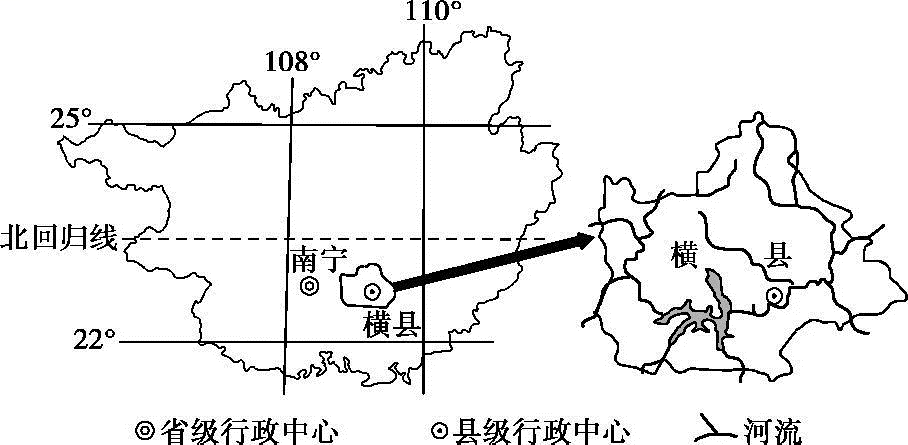 110°
108°
25°
北回归线
南宁
横县
22°
横 县
省级行政中心
县级行政中心
河流